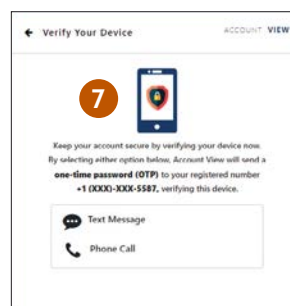 Verify Your Device ACCOUNT VIEW
7
Keep your account secure by verifying your device now.
By selecting either option below, Account View will send a
one-time password (OTP) to your registered number
+1 (XXX)-XXX-5587, verifying this device.
Text Message
Phone Call